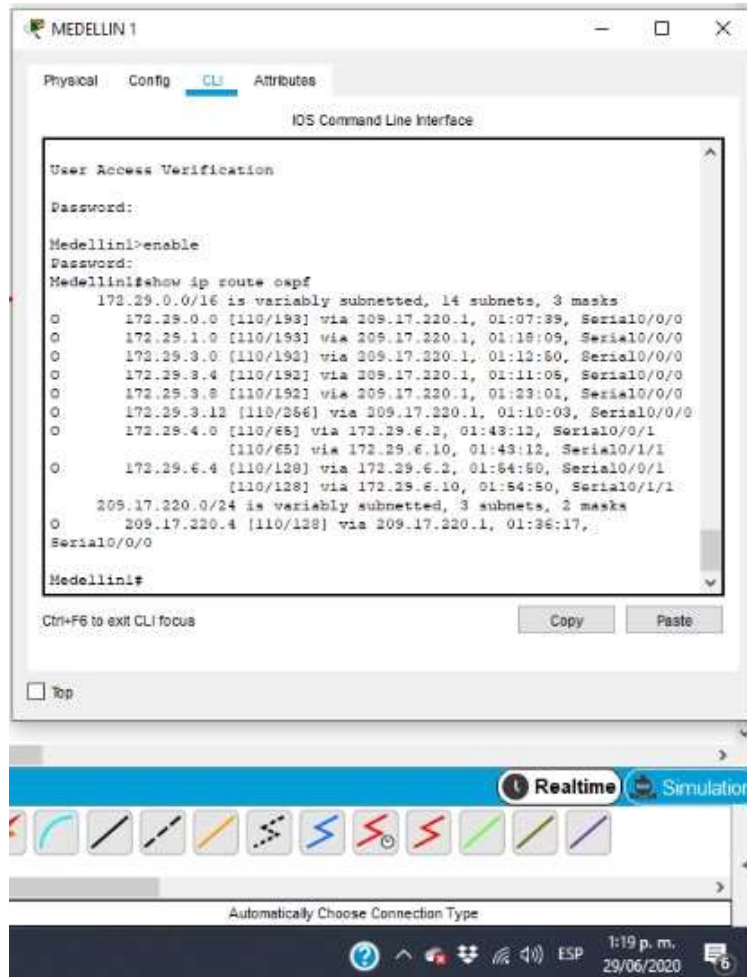 MEDELLIN 1
Physical Config CLI Attributes
IOS Command Line Interface
User Access Verification
Password:
Medellin1>enable
Password:
Medellin1#show ip route ospf
172.29.0.0/16 is variably subnetted, 14 subnets, 3 masks
O 172.29.0.0 [110/193] via 209.17.220.1, 01:07:39, Serial0/0/0
O 172.29.1.0 [110/193] via 209.17.220.1, 01:18:09, Serial0/0/0
O 172.29.3.0 [110/192] via 209.17.220.1, 01:12:50, Serial0/0/0
O 172.29.3.4 [110/192] via 209.17.220.1, 01:11:05, Serial0/0/0
O 172.29.3.8 [110/192] via 209.17.220.1, 01:23:01, Serial0/0/0
O 172.29.3.12 [110/256] via 209.17.220.1, 01:10:03, Serial0/0/0
O 172.29.4.0 [110/65] via 172.29.6.2, 01:43:12, Serial0/0/1
[110/65] via 172.29.6.10, 01:43:12, Serial0/1/1
O 172.29.6.4 [110/128] via 172.29.6.2, 01:54:50, Serial0/0/1
[110/128] via 172.29.6.10, 01:54:50, Serial0/1/1
209.17.220.0/24 is variably subnetted, 3 subnets, 2 masks
O 209.17.220.4 [110/128] via 209.17.220.1, 01:36:17,
Serial0/0/0
Medellin1#
Ctrl+F6 to exit CLI focus
Copy Paste
Top
Realtime Simulation
Automatically Choose Connection Type
ESP 1:19 p. m.
29/06/2020 6